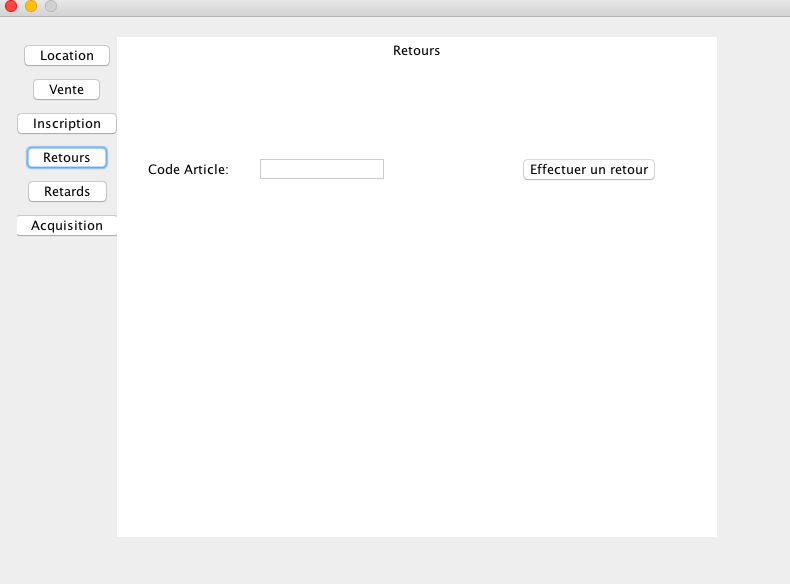 Location
Vente
Inscription
Retours
Retards
Acquisition
Retours
Code Article:
Effectuer un retour